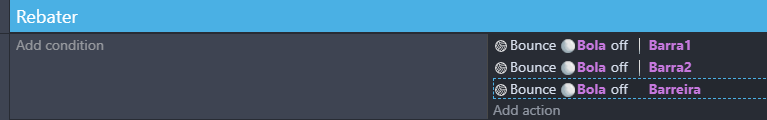 Rebater
Add condition
Bounce Bola off Barra1
Bounce Bola off Barra2
Bounce Bola off Barreira
Add action